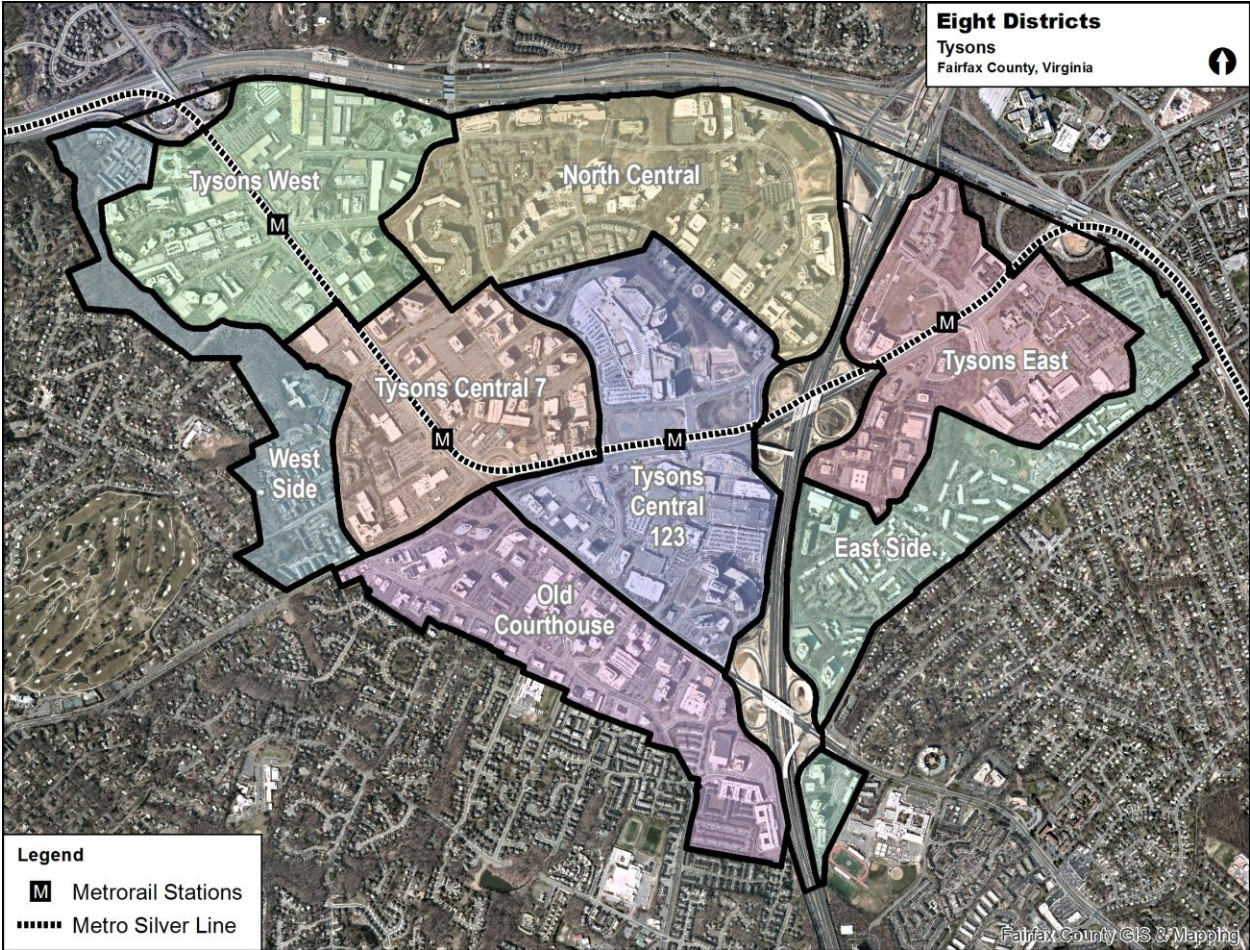 Eight Districts
Tysons
Fairfax County, Virginia
North Central
Tysons West
M
M
Tysons East
Tysons Central 7
M
M
West
Side
Tysons
Central
123
East Side
Old
Courthouse
Legend
M Metrorail Stations
Metro Silver Line
Fairfax County GIS & Mapping